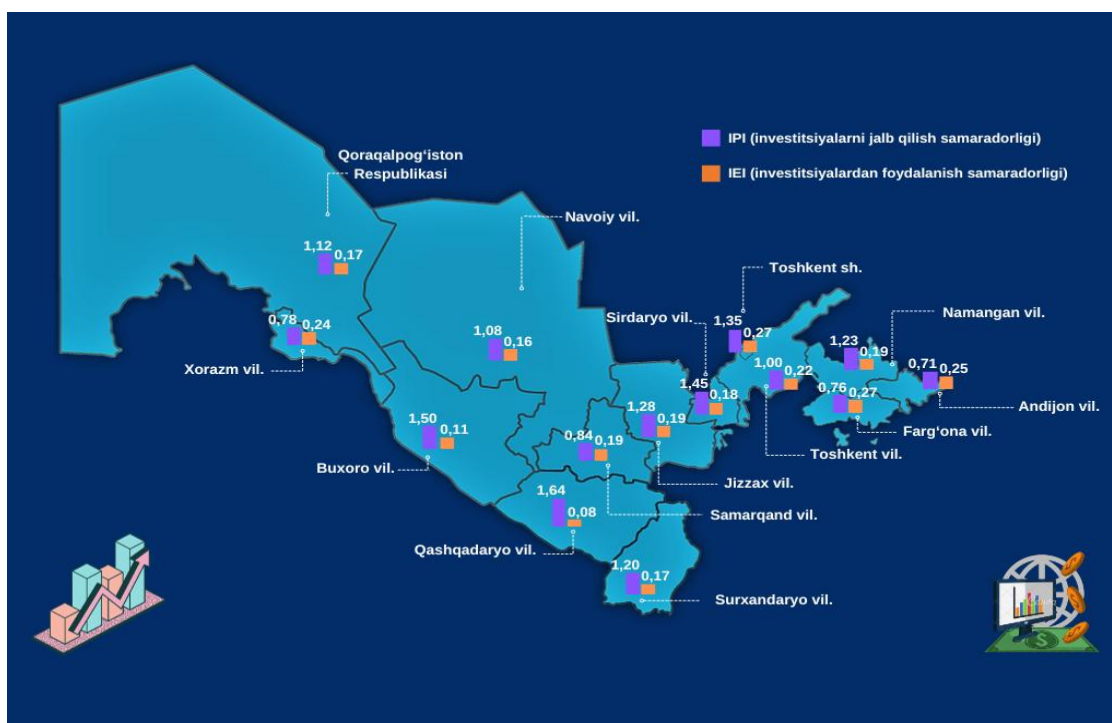 IPI (investitsiyalarni jalb qilish samaradorligi)
IEI (investitsiyalardan foydalanish samaradorligi)
Qoraqalpog‘iston
Respublikasi
1,12
0,17
Navoiy vil.
1,08
0,16
Toshkent sh.
1,35
0,27
Sirdaryo vil.
1,45
0,18
Namangan vil.
1,23
0,19
0,78
0,24
Xorazm vil.
1,00
0,22
Toshkent vil.
0,71
0,25
Andijon vil.
0,76
0,27
Farg‘ona vil.
1,28
0,19
Jizzax vil.
1,50
0,11
Buxoro vil.
0,84
0,19
Samarqand vil.
1,64
0,08
Qashqadaryo vil.
1,20
0,17
Surxandaryo vil.